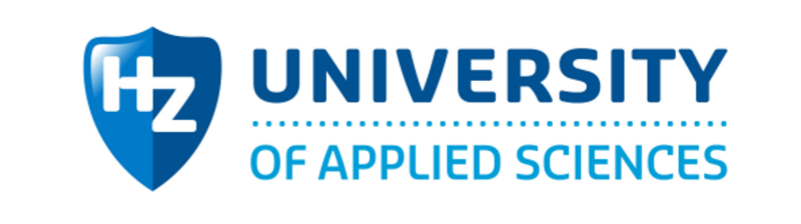 HZ
UNIVERSITY
OF APPLIED SCIENCES